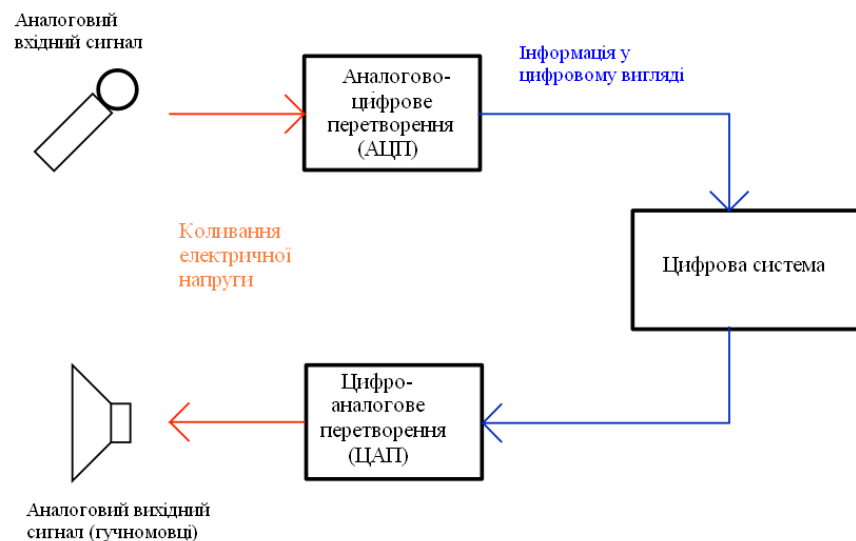 Аналоговий
вхідний сигнал
Аналогово-
цифрове
перетворення
(АЦП)
Інформація у
цифровому вигляді
Коливання
електричної
напруги
Цифрова система
Цифро-
аналогове
перетворення
(ЦАП)
Аналоговий вихідний
сигнал (гучномовці)